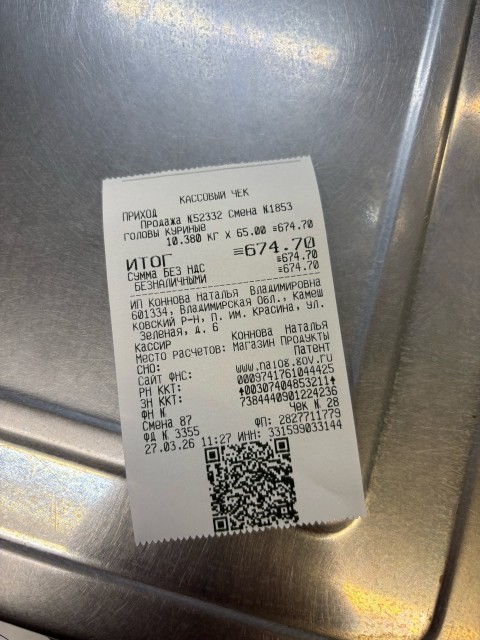 КАССОВЫЙ ЧЕК
ПРИХОД
Продажа N52332 Смена N1853
ГОЛОВЫ КУРИНЫЕ
10.380 кг X 65.00 ≡674.70
ИТОГ ≡674.70
СУММА БЕЗ НДС ≡674.70
БЕЗНАЛИЧНЫМИ ≡674.70
ИП Коннова Наталья Владимировна
601334, Владимирская обл., Камеш
ковский р-н, п. им. Красина, ул.
Зеленая, д. 6
Кассир Коннова Наталья
Место расчетов: Магазин Продукты
СНО: Патент
Сайт ФНС: www.nalog.gov.ru
РН ККТ: 0009741761044425
ЗН ККТ: ↑00307404853211↑
ФН N 7384440901224236
Смена 87 Чек N 28
ФД N 3355 ФП: 2827711779
27.03.26 11:27 ИНН: 331599033144